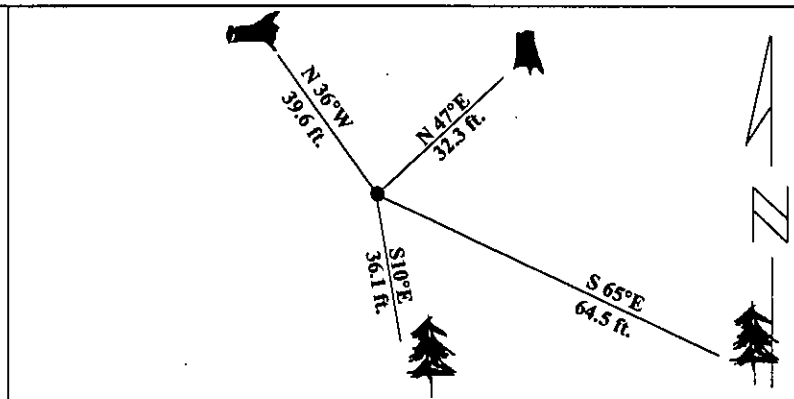 N 36°W
39.6 ft.
N 47°E
32.3 ft.
S10°E
36.1 ft.
S 65°E
64.5 ft.
N